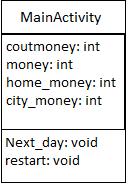 MainActivity
coutmoney: int
money: int
home_money: int
city_money: int
Next_day: void
restart: void